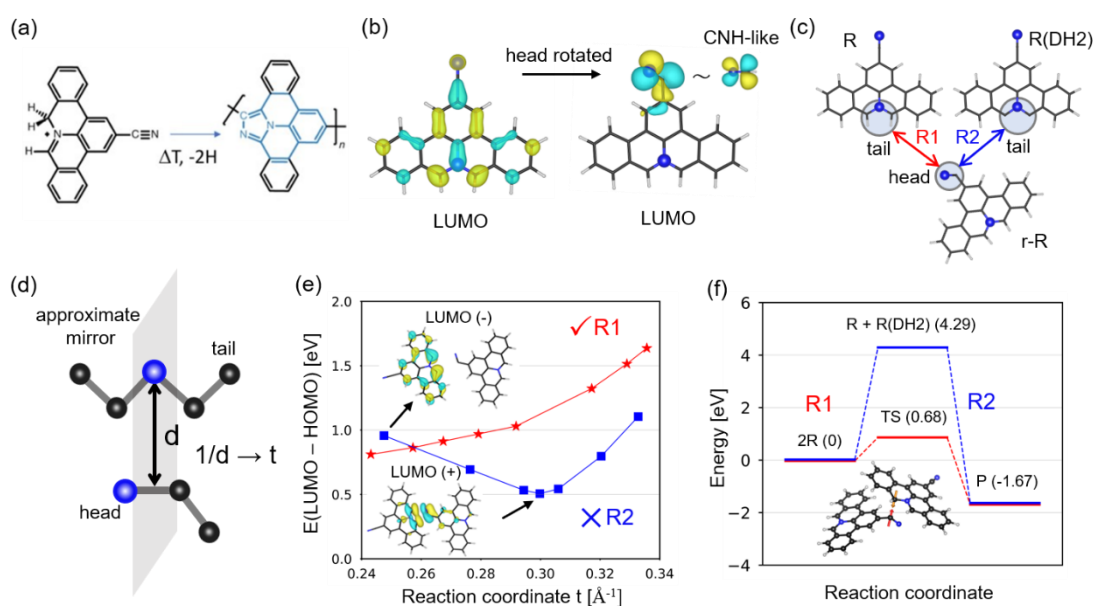 (a)
H
H
N
H
C≡N
ΔT, -2H
C
N
N
n
(b)
head rotated
CNH-like
~
LUMO
LUMO
(c)
R
R(DH2)
tail
R1
R2
tail
head
r-R
(d)
approximate
mirror
tail
d
1/d → t
head
(e)
E(LUMO – HOMO) [eV]
2.0
1.5
1.0
0.5
0.0
LUMO (-)
✓ R1
LUMO (+)
✕ R2
0.24 0.26 0.28 0.30 0.32 0.34
Reaction coordinate t [Å⁻¹]
(f)
Energy [eV]
6
4
2
0
−2
−4
R + R(DH2) (4.29)
R1
TS (0.68)
R2
2R (0)
P (-1.67)
Reaction coordinate